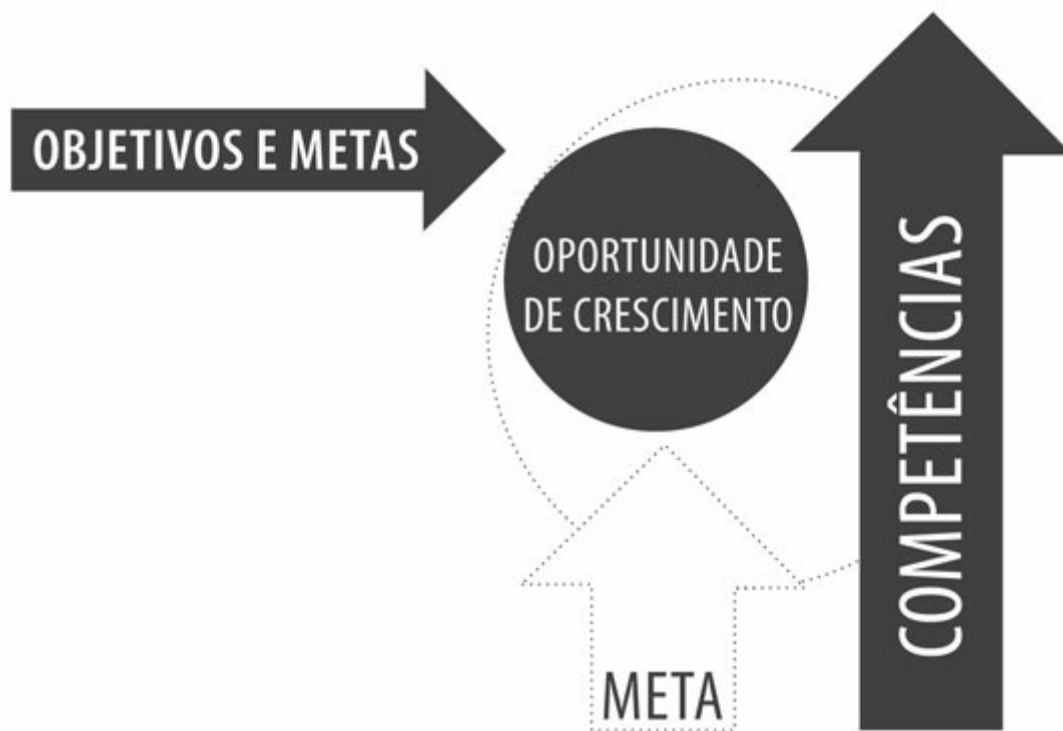 OBJETIVOS E METAS
OPORTUNIDADE
DE CRESCIMENTO
COMPETÊNCIAS
META